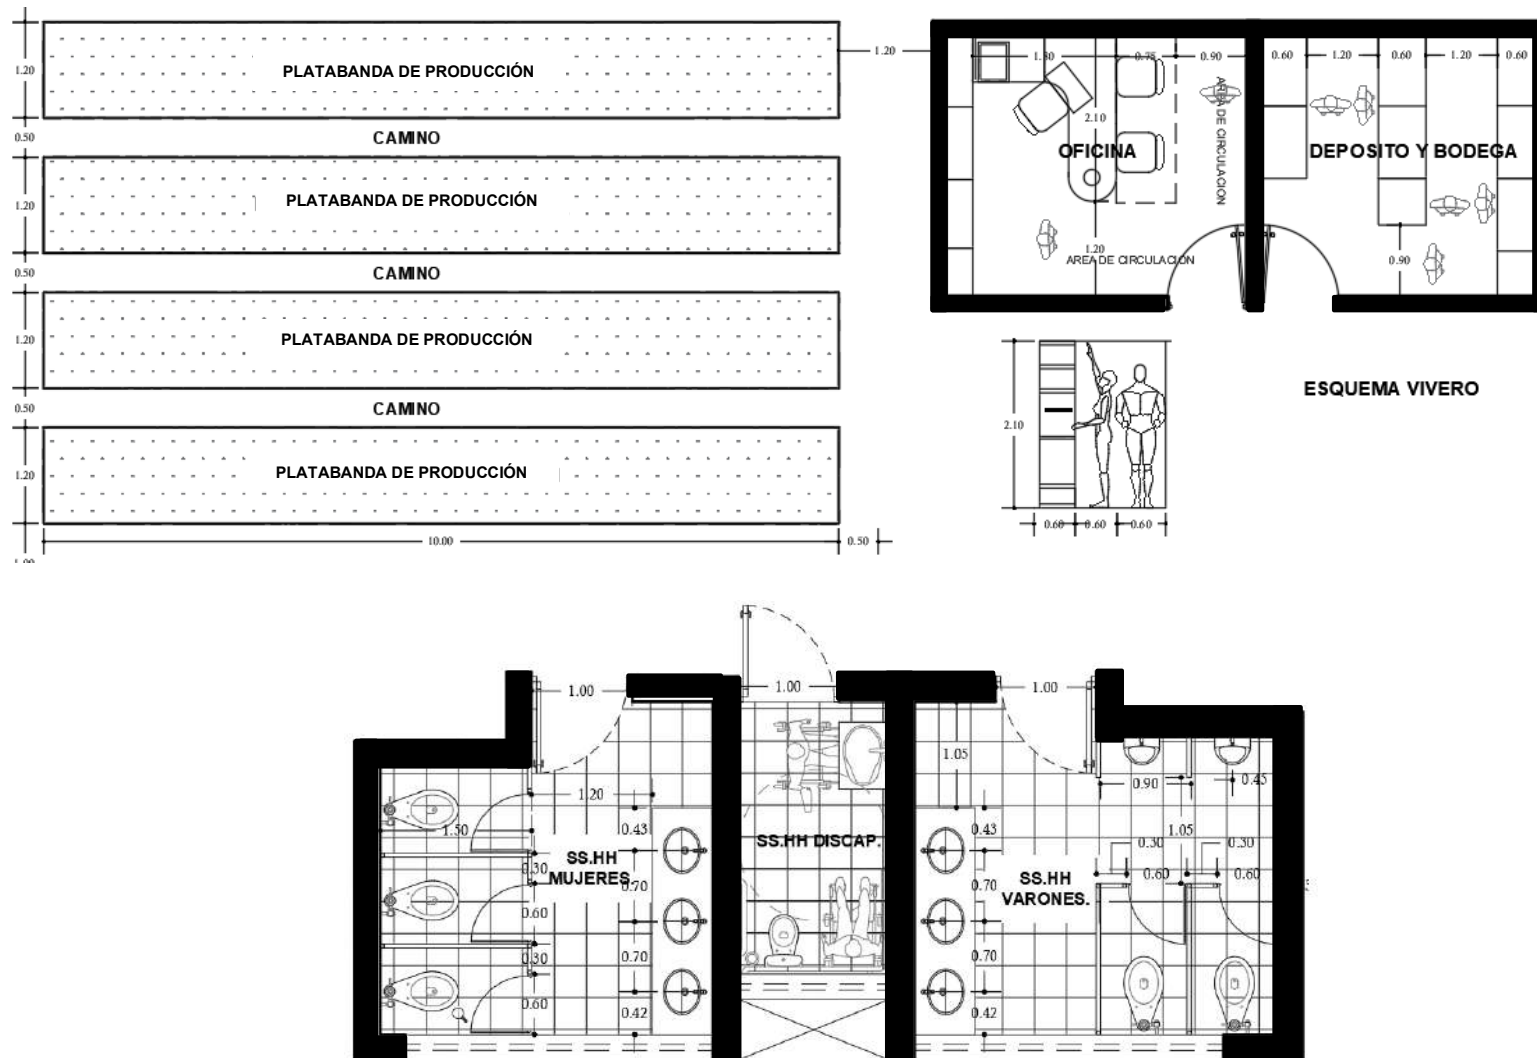 1.20
PLATABANDA DE PRODUCCIÓN
0.50
CAMINO
1.20
PLATABANDA DE PRODUCCIÓN
0.50
CAMINO
1.20
PLATABANDA DE PRODUCCIÓN
0.50
CAMINO
1.20
PLATABANDA DE PRODUCCIÓN
10.00
0.50
1.20
0.75
0.90
2.10
OFICINA
AREA DE CIRCULACION
1.20
AREA DE CIRCULACION
0.60
1.20
0.60
1.20
0.60
DEPOSITO Y BODEGA
0.90
2.10
0.60
0.60
0.60
ESQUEMA VIVERO
1.00
1.20
1.50
0.43
SS.HH
MUJERES.
0.30
0.70
0.60
0.30
0.70
0.60
0.42
1.00
SS.HH DISCAP.
1.00
1.05
0.90
0.45
0.43
1.05
0.30
0.30
SS.HH
VARONES.
0.70
0.60
0.60
0.70
0.42